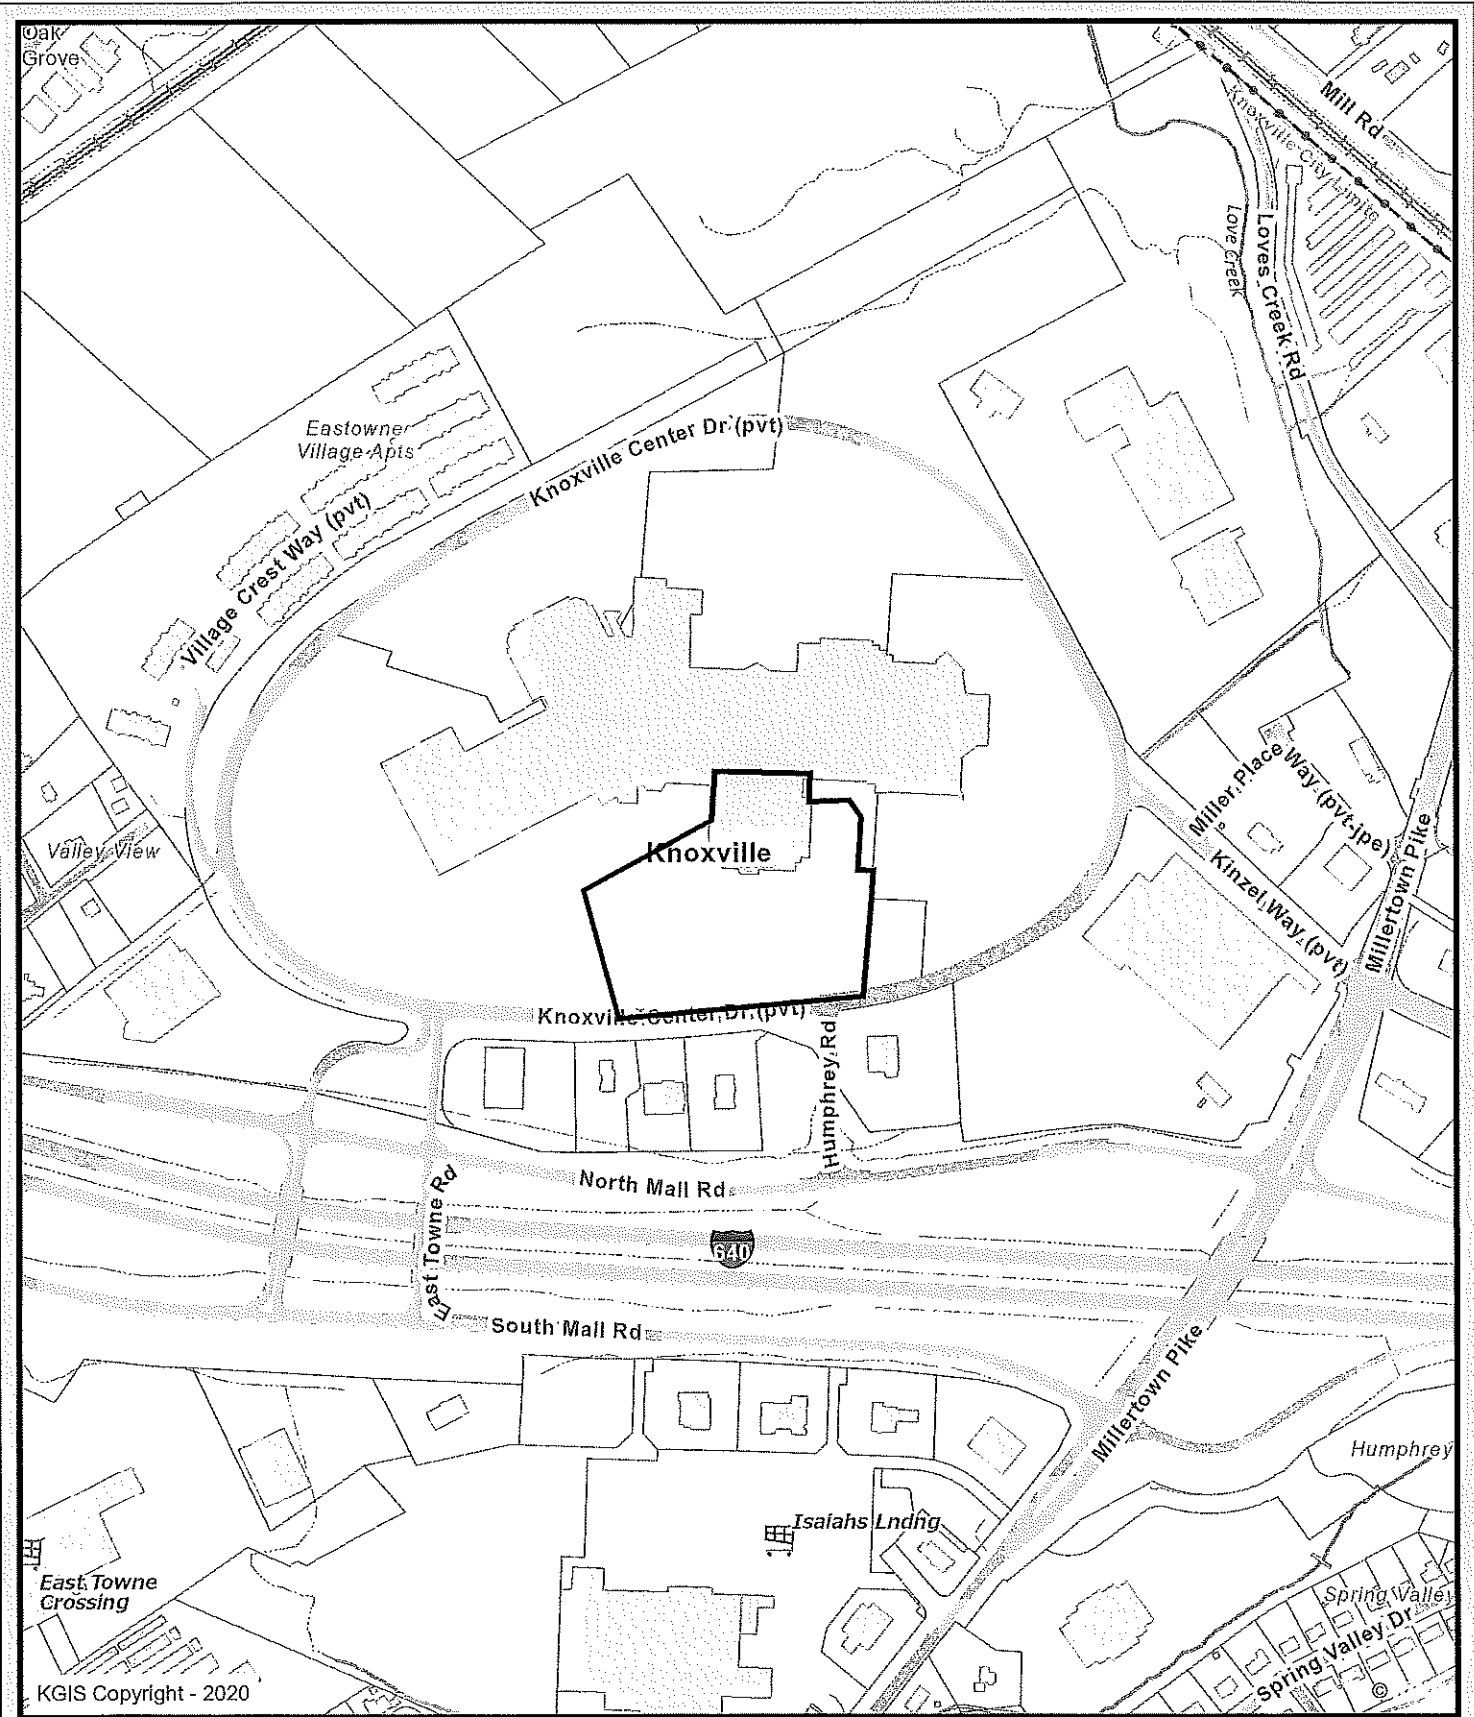 Oak
Grove
Mill Rd
Knoxville City Limits
Love Creek
Loves Creek Rd
Eastowne
Village Apts
Knoxville Center Dr (pvt)
Village Crest Way (pvt)
Miller Place Way (pvt-jpe)
Valley View
Knoxville
Kinzel Way (pvt)
Millertown Pike
Knoxville Center Dr (pvt)
Humphrey Rd
North Mall Rd
East Towne Rd
640
South Mall Rd
Millertown Pike
Humphrey
Isaiahs Lndng
East Towne
Crossing
Spring Valley
Spring Valley Dr
KGIS Copyright - 2020
©